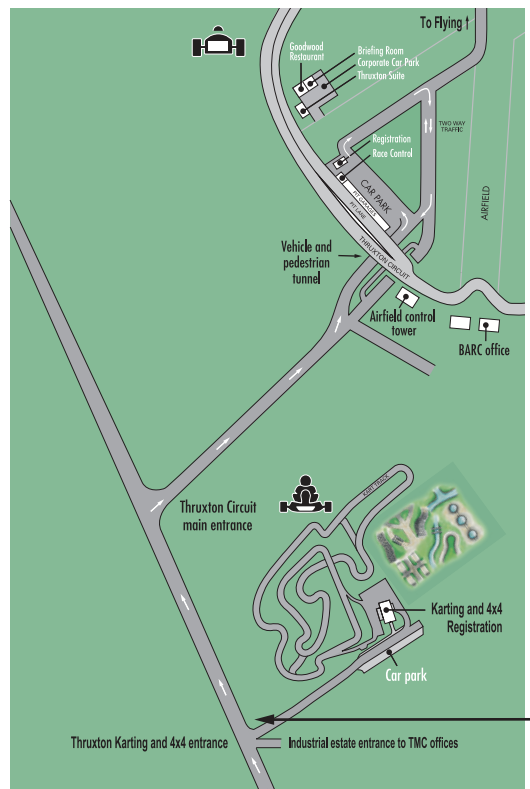 To Flying ↑
Goodwood
Restaurant
Briefing Room
Corporate Car Park
Thruxton Suite
TWO WAY
TRAFFIC
Registration
Race Control
CAR PARK
PIT GARAGES
PIT LANE
AIRFIELD
THRUXTON CIRCUIT
Vehicle and
pedestrian
tunnel
Airfield control
tower
BARC office
KART TRACK
Thruxton Circuit
main entrance
Karting and 4x4
Registration
Car park
Thruxton Karting and 4x4 entrance
Industrial estate entrance to TMC offices